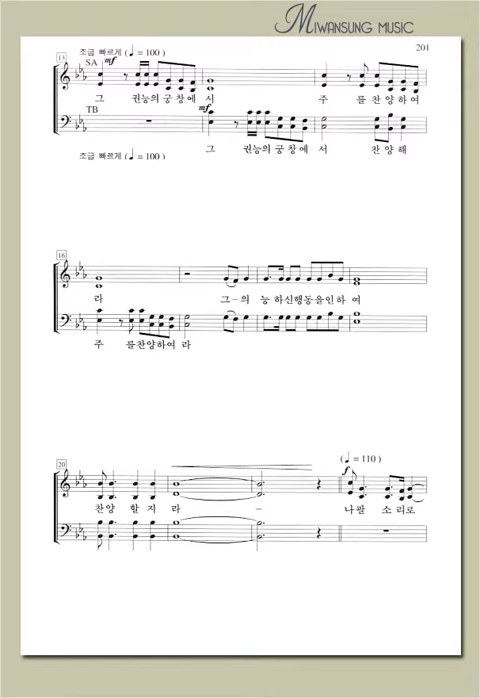 MIWANSUNG MUSIC
201
조금 빠르게 (♩ = 100)
13
SA
mf
그 권능의 궁창에 서 주 를 찬양하여
TB
mf
그 권능의 궁창에 서 찬양해
조금 빠르게 (♩ = 100)
16
라 그-의 능 하신행동을인하 여
주 를찬양하여 라
(♩ = 110)
20
f
찬양 할지 라 - 나팔 소리로